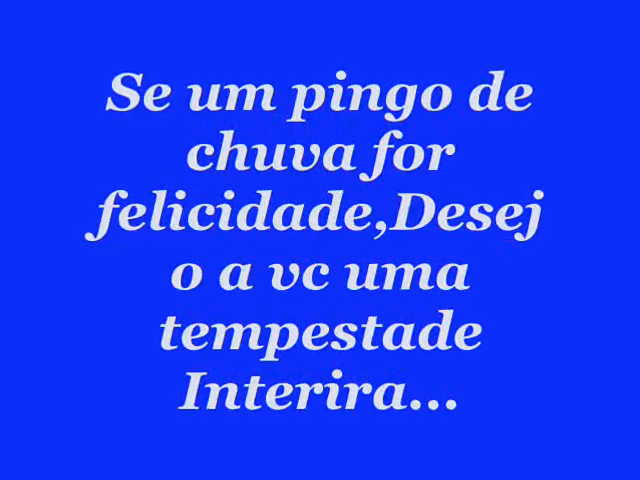 Se um pingo de
chuva for
felicidade,Desej
o a vc uma
tempestade
Interira...